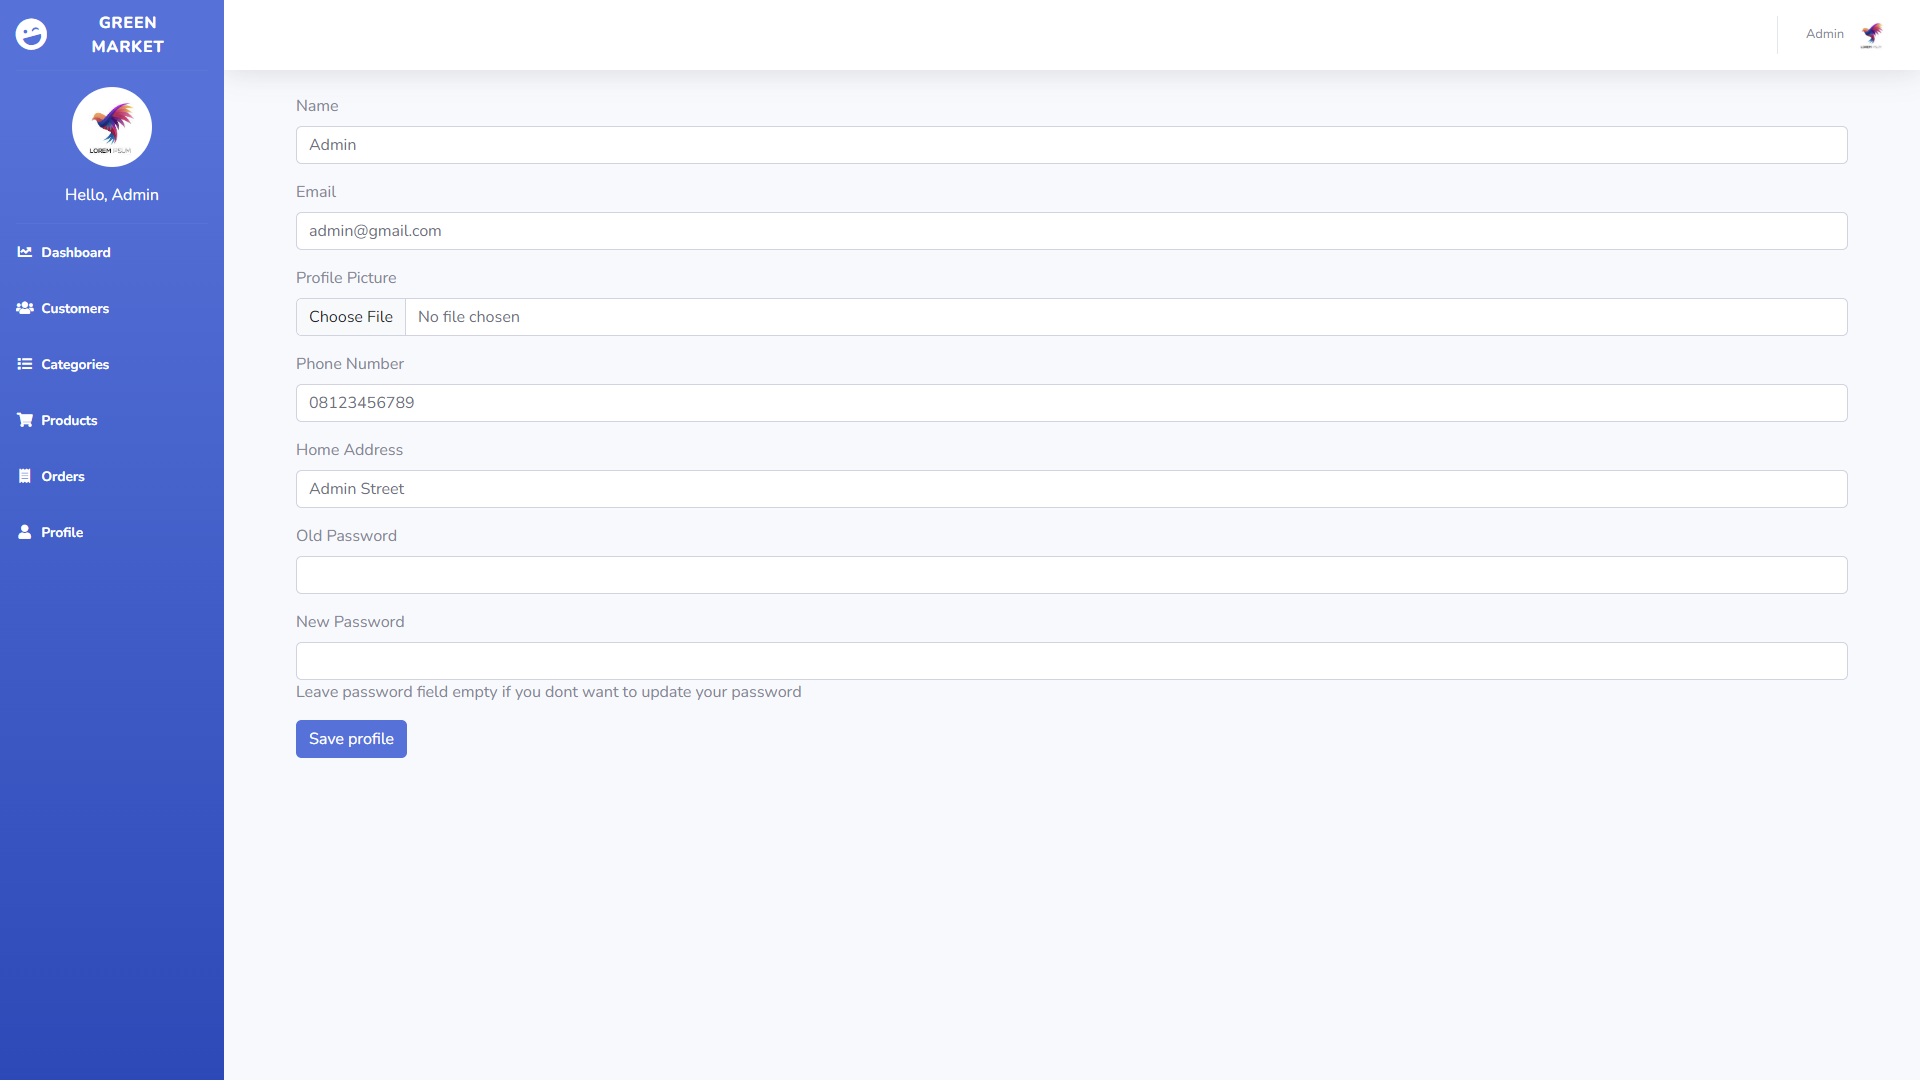 GREEN
MARKET
Admin
LOREM IPSUM
Hello, Admin
Dashboard
Customers
Categories
Products
Orders
Profile
Name
Admin
Email
admin@gmail.com
Profile Picture
Choose File
No file chosen
Phone Number
08123456789
Home Address
Admin Street
Old Password
New Password
Leave password field empty if you dont want to update your password
Save profile